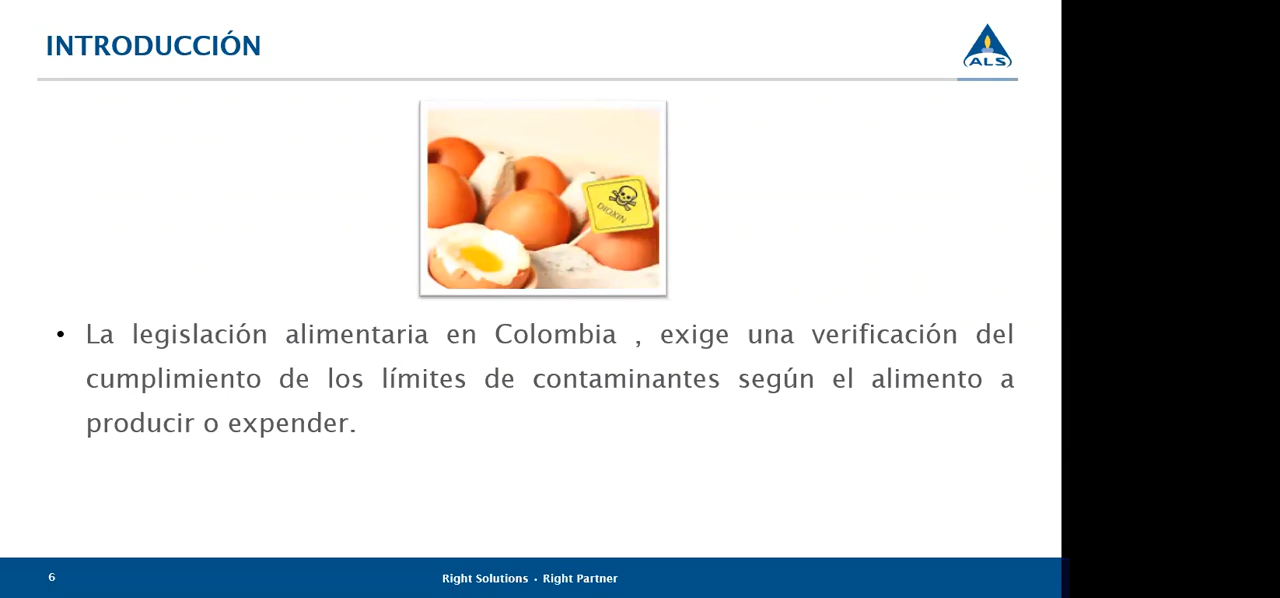 INTRODUCCIÓN
ALS
DIOXIN
• La legislación alimentaria en Colombia , exige una verificación del
cumplimiento de los límites de contaminantes según el alimento a
producir o expender.
6
Right Solutions • Right Partner